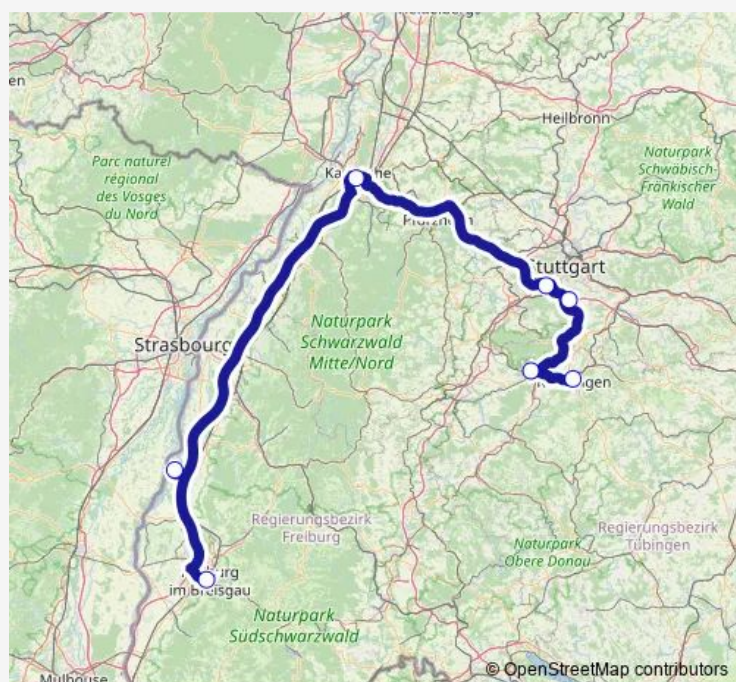 Heilbronn
Parc naturel
régional
des Vosges
du Nord
Naturpark
Schwäbisch-
Fränkischer
Wald
Naturpark
Schwarzwald
Mitte/Nord
Strasbourg
Regierungsbezirk
Freiburg
Regierungsbezirk
Tübingen
Naturpark
Obere Donau
im Breisgau
Naturpark
Südschwarzwald
© OpenStreetMap contributors